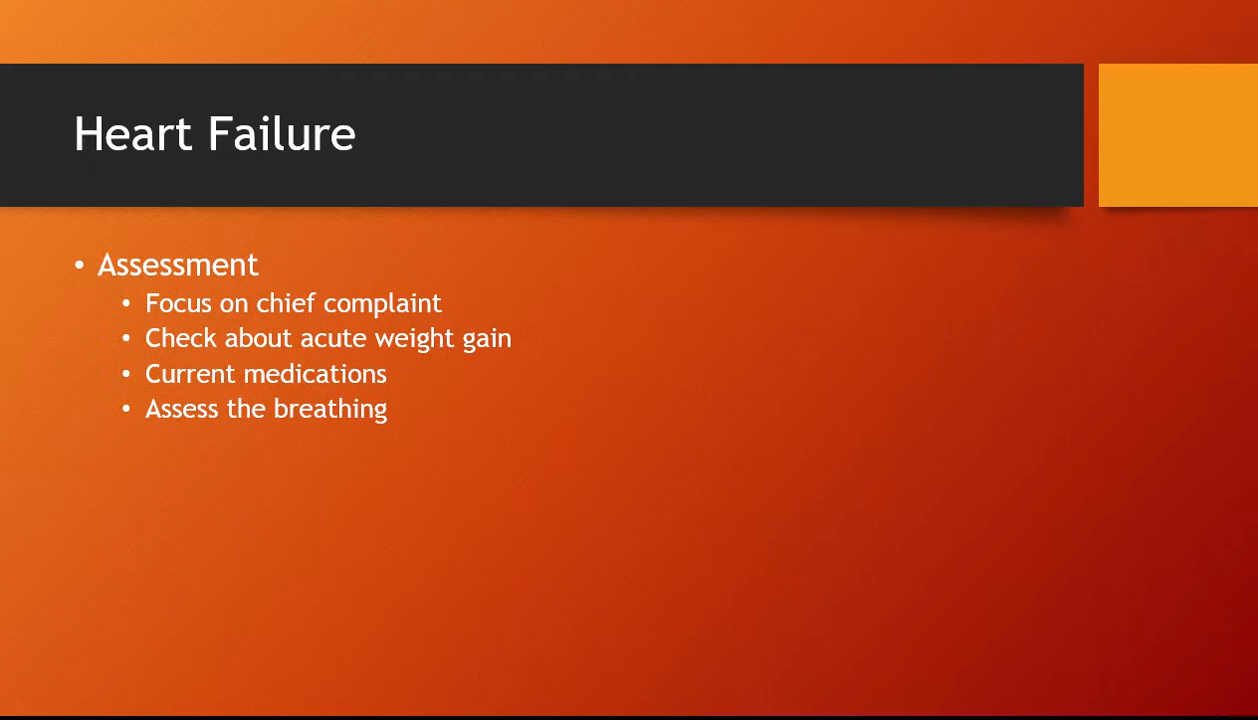 Heart Failure
• Assessment
• Focus on chief complaint
• Check about acute weight gain
• Current medications
• Assess the breathing